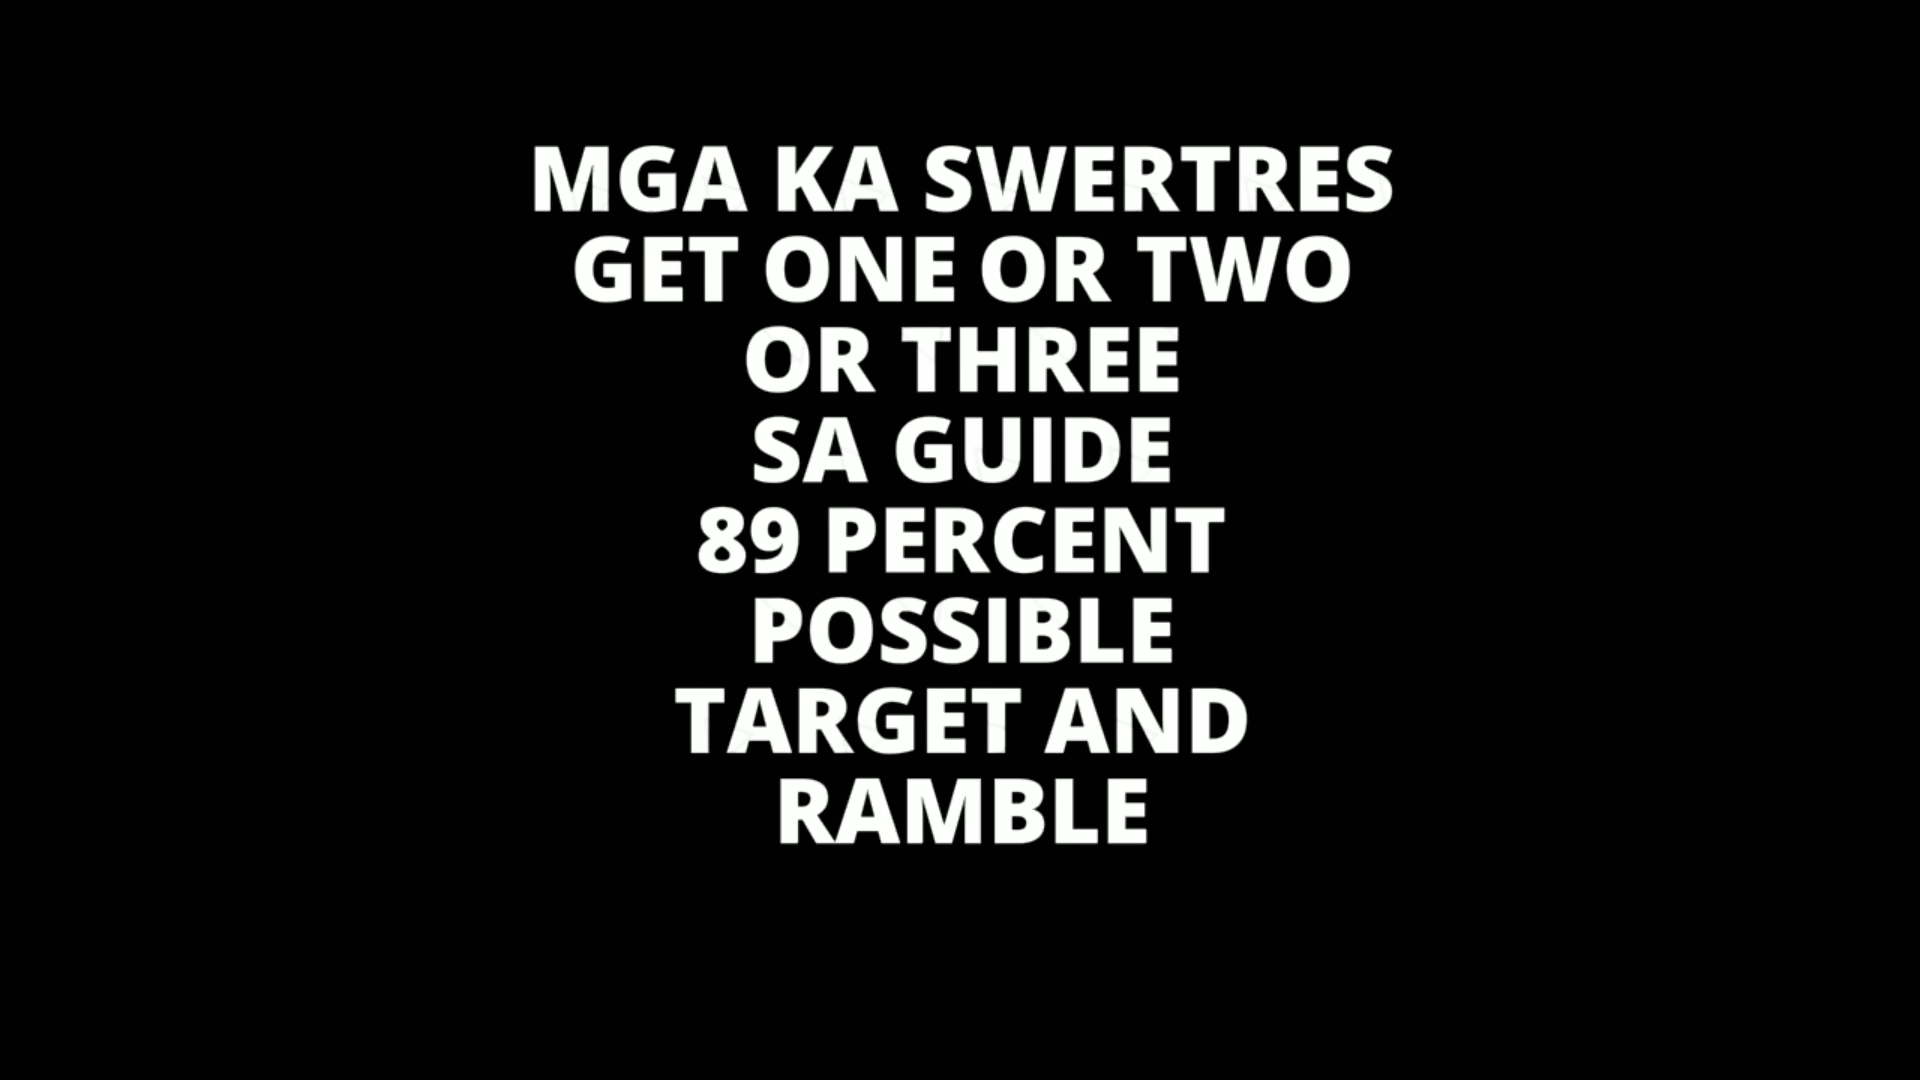 MGA KA SWERTRES
GET ONE OR TWO
OR THREE
SA GUIDE
89 PERCENT
POSSIBLE
TARGET AND
RAMBLE